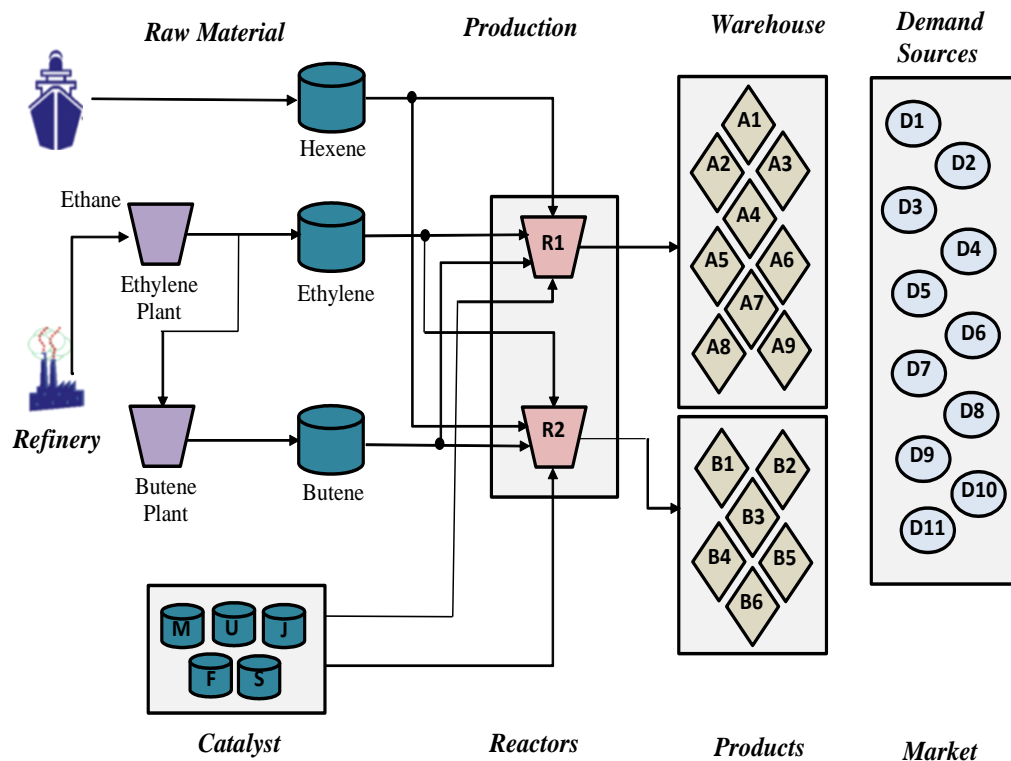 Raw Material
Production
Warehouse
Demand
Sources
Hexene
Ethane
Ethylene
Plant
Ethylene
Refinery
Butene
Plant
Butene
M
U
J
F
S
R1
R2
A1
A2
A3
A4
A5
A6
A7
A8
A9
B1
B2
B3
B4
B5
B6
D1
D2
D3
D4
D5
D6
D7
D8
D9
D10
D11
Catalyst
Reactors
Products
Market